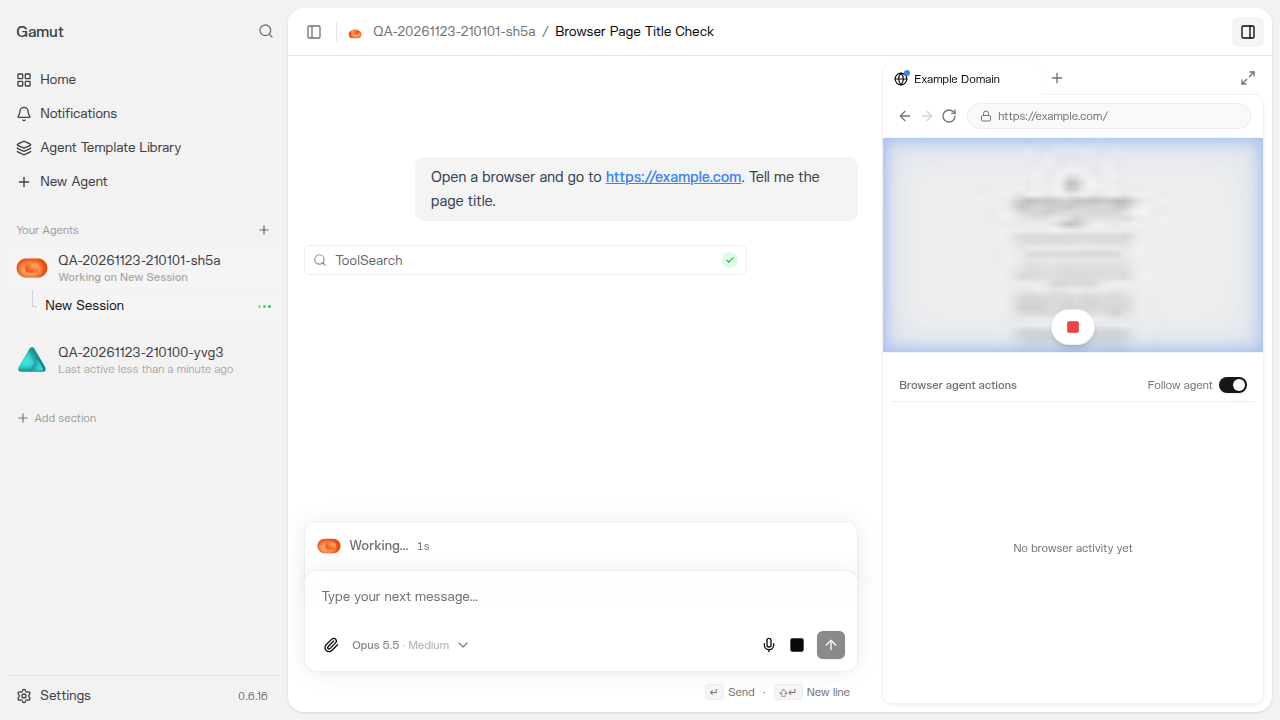 Gamut
Home
Notifications
Agent Template Library
New Agent
Your Agents
QA-20261123-210101-sh5a
Working on New Session
New Session
QA-20261123-210100-yvg3
Last active less than a minute ago
Add section
Settings
0.6.16
QA-20261123-210101-sh5a / Browser Page Title Check
Open a browser and go to https://example.com. Tell me the
page title.
ToolSearch
Working... 1s
Type your next message...
Opus 5.5 · Medium
Send · New line
Example Domain
https://example.com/
Browser agent actions
Follow agent
No browser activity yet